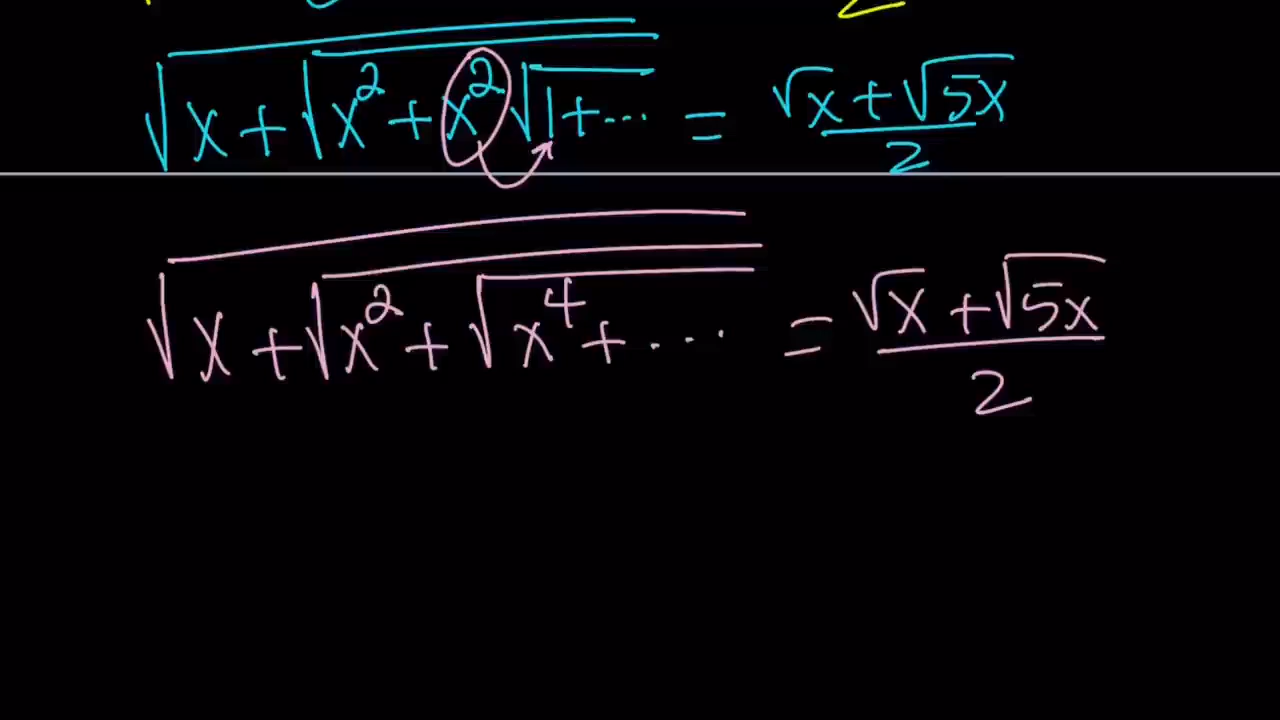 √(x + √(x² + x² √(1 + ··· = (√x + √5x)/2
√(x + √(x² + √(x⁴ + ··· = (√x + √5x)/2